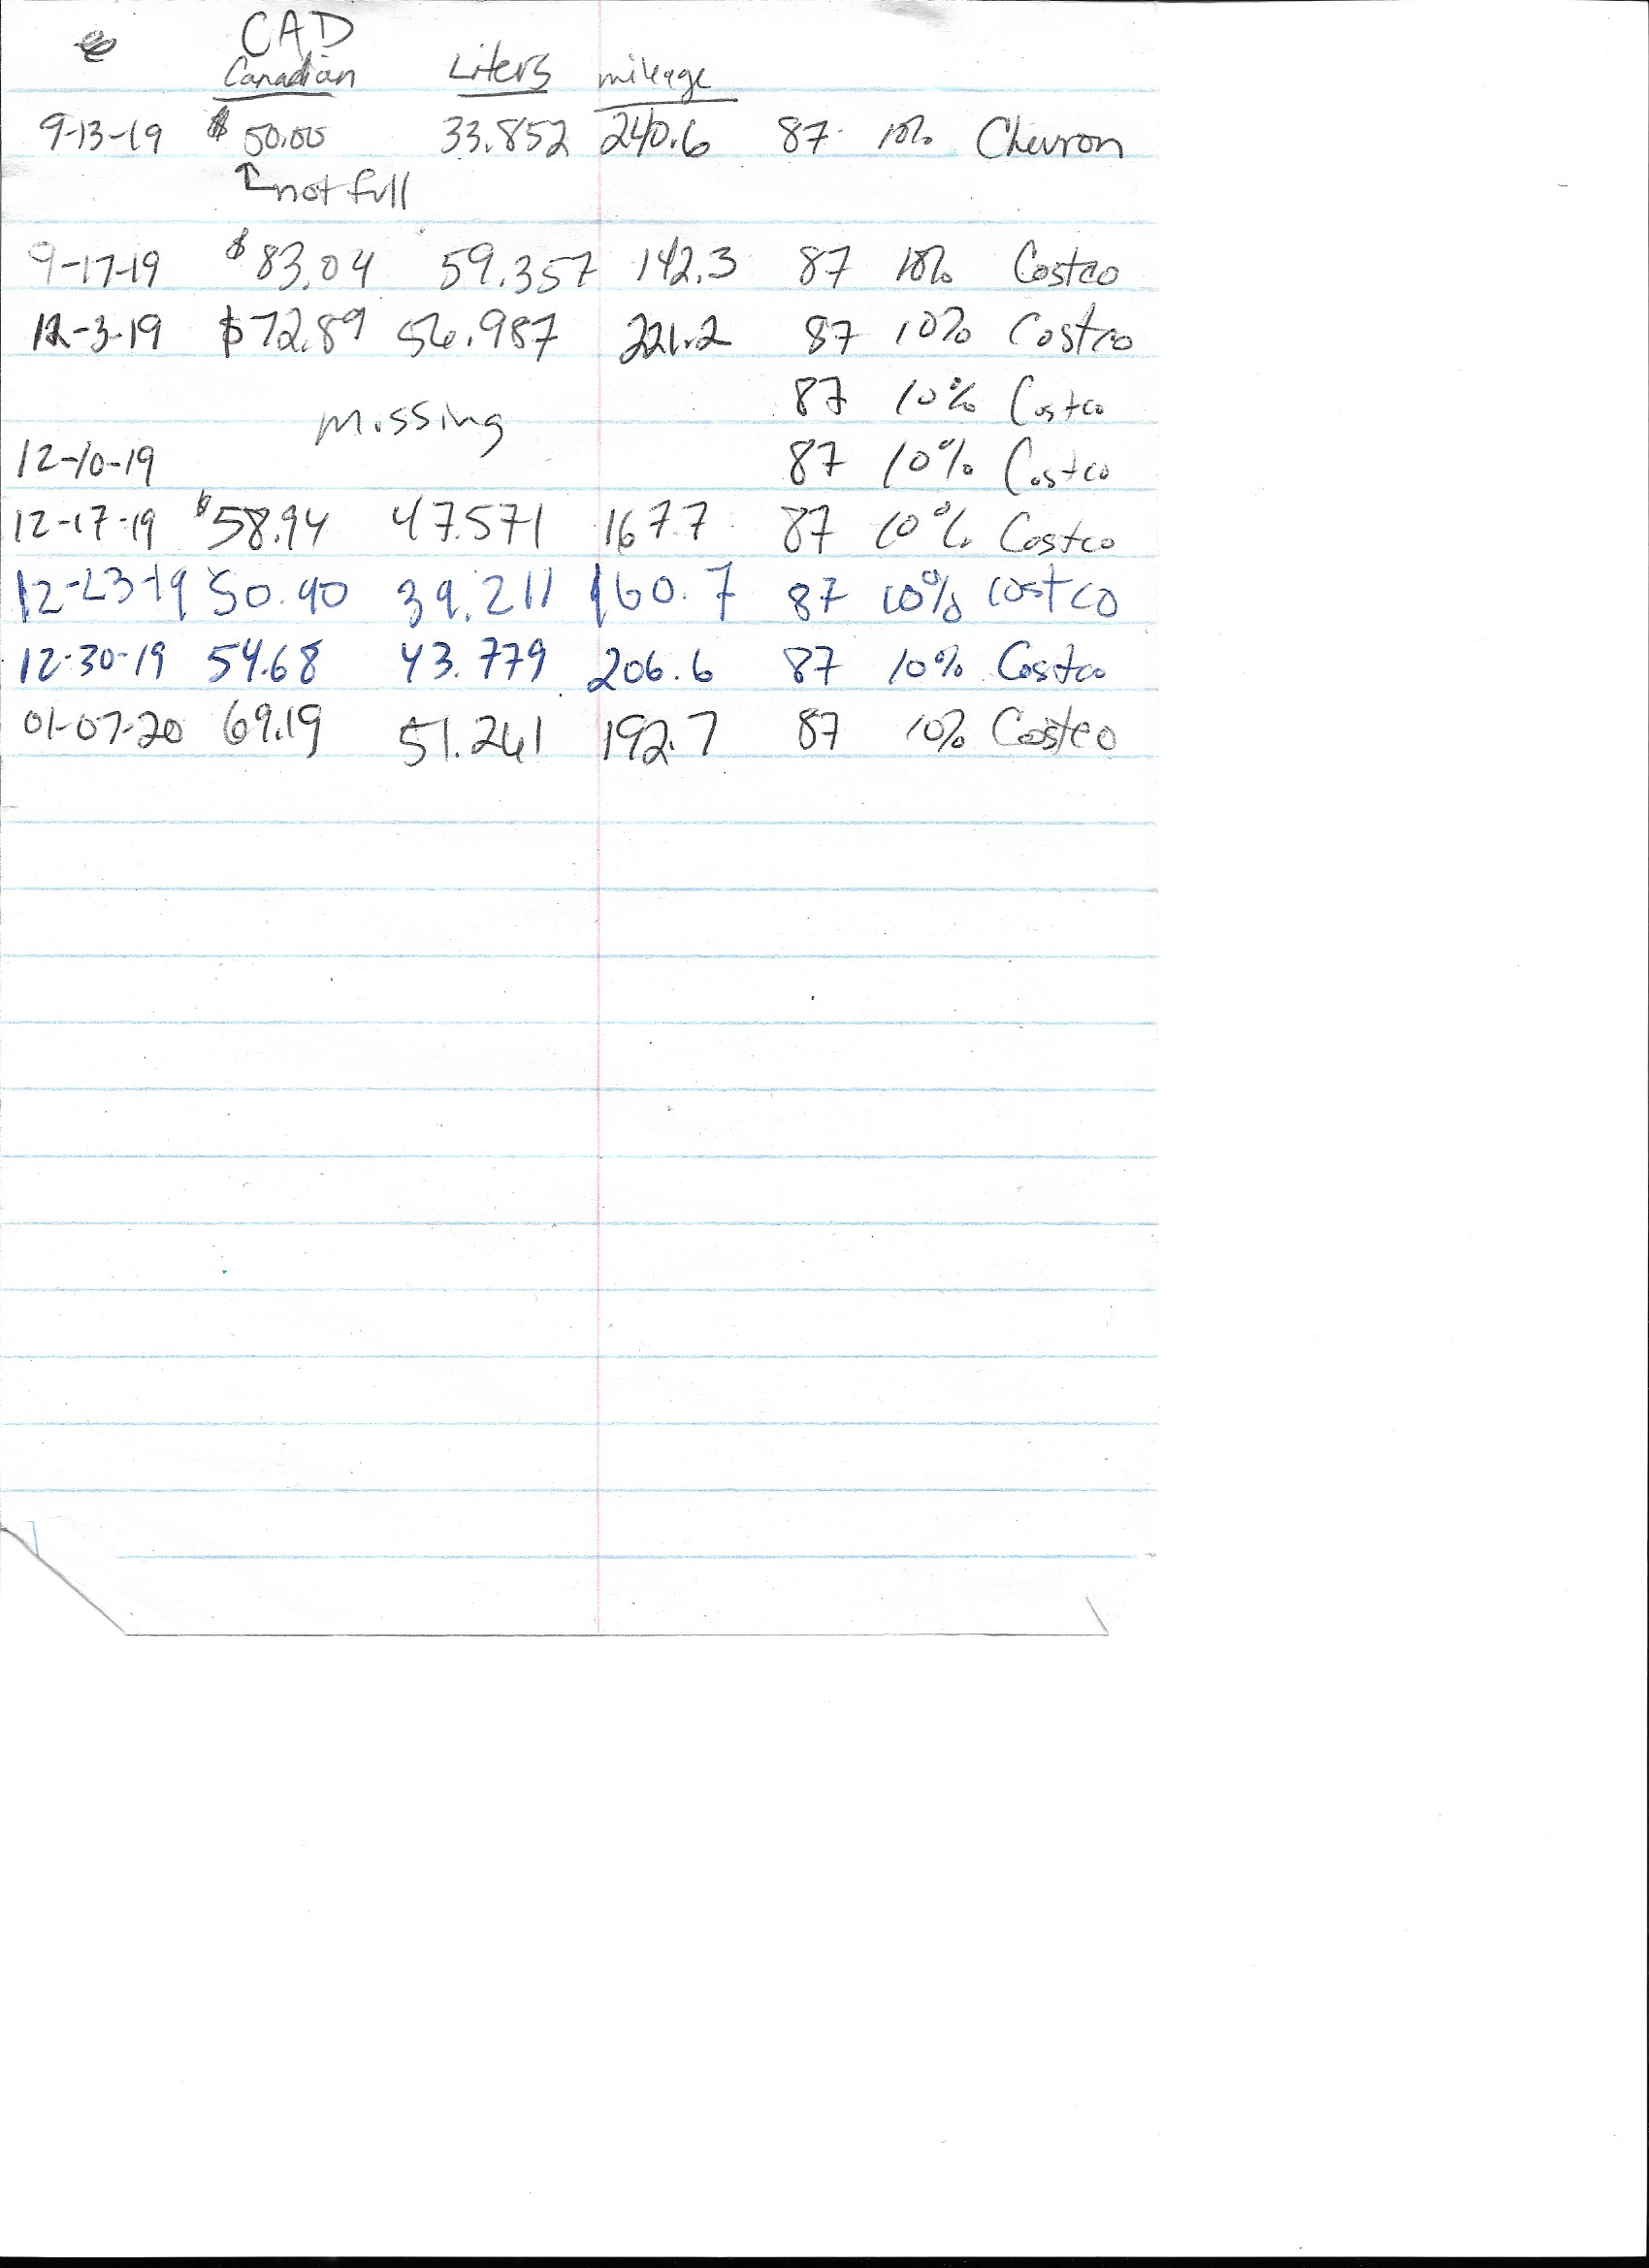 CAD
Canadian Liters mileage
9-13-19 $ 50.00 33.852 240.6 87 10% Chevron
↑ not full
9-17-19 $83.04 59.357 142.3 87 10% Costco
12-3-19 $72.89 56.987 221.2 87 10% Costco
87 10% Costco
missing
12-10-19 87 10% Costco
12-17-19 $58.94 47.571 167.7 87 10% Costco
12-23-19 50.90 39.211 160.7 87 10% Costco
12-30-19 54.68 43.779 206.6 87 10% Costco
01-07-20 69.19 51.261 192.7 87 10% Costco